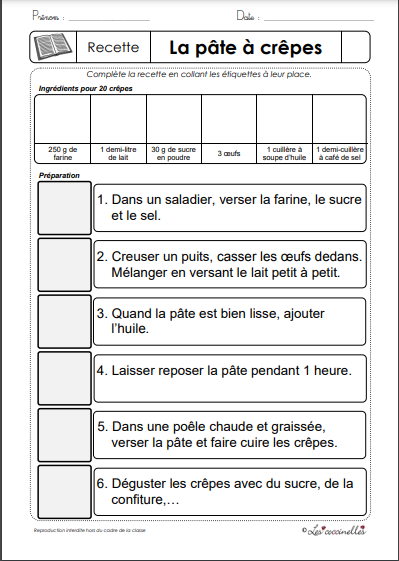 Prénom : Date :
Recette La pâte à crêpes
Complète la recette en collant les étiquettes à leur place.
Ingrédients pour 20 crêpes
250 g de 1 demi-litre 30 g de sucre 3 œufs 1 cuillère à 1 demi-cuillère
farine de lait en poudre soupe d'huile à café de sel
Préparation
1. Dans un saladier, verser la farine, le sucre
et le sel.
2. Creuser un puits, casser les œufs dedans.
Mélanger en versant le lait petit à petit.
3. Quand la pâte est bien lisse, ajouter
l'huile.
4. Laisser reposer la pâte pendant 1 heure.
5. Dans une poêle chaude et graissée,
verser la pâte et faire cuire les crêpes.
6. Déguster les crêpes avec du sucre, de la
confiture,...
Reproduction interdite hors du cadre de la classe © Les coccinelles